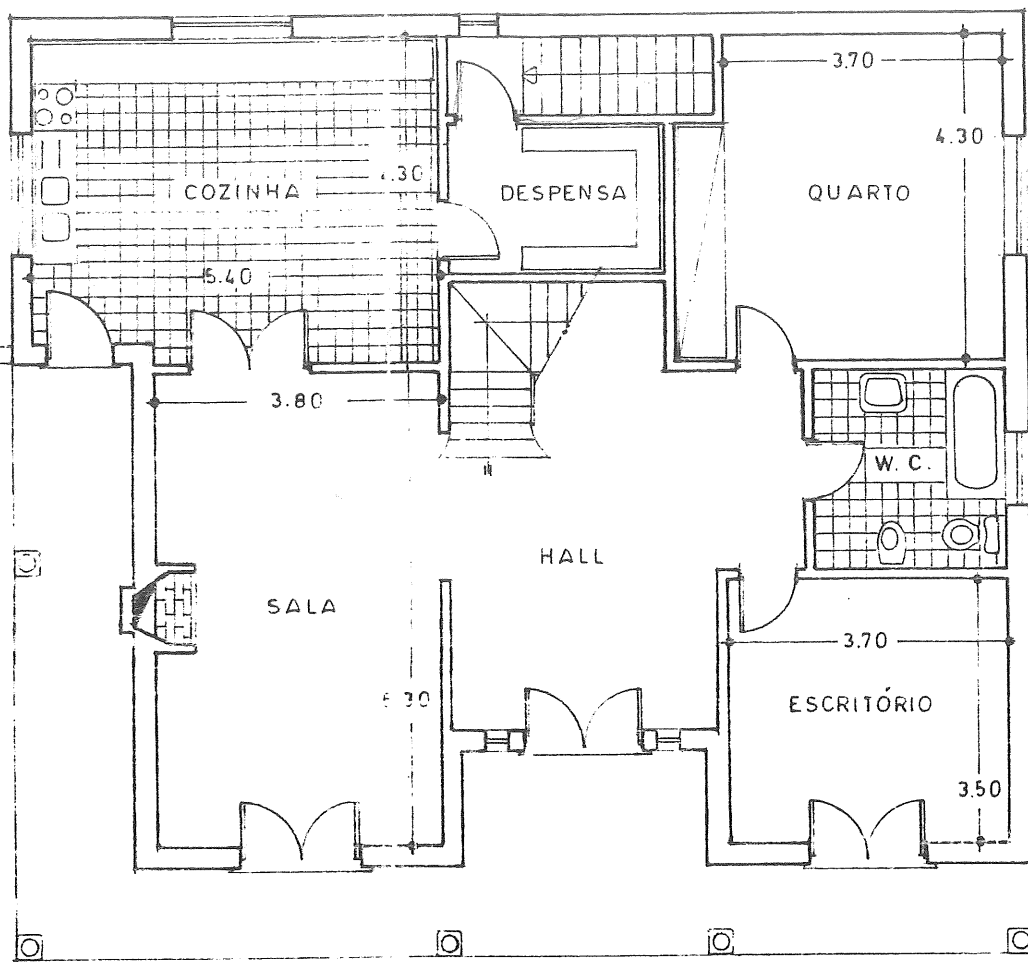 3.70
4.30
COZINHA
.30
DESPENSA
QUARTO
5.40
3.80
W. C.
HALL
SALA
3.70
ESCRITÓRIO
3.50